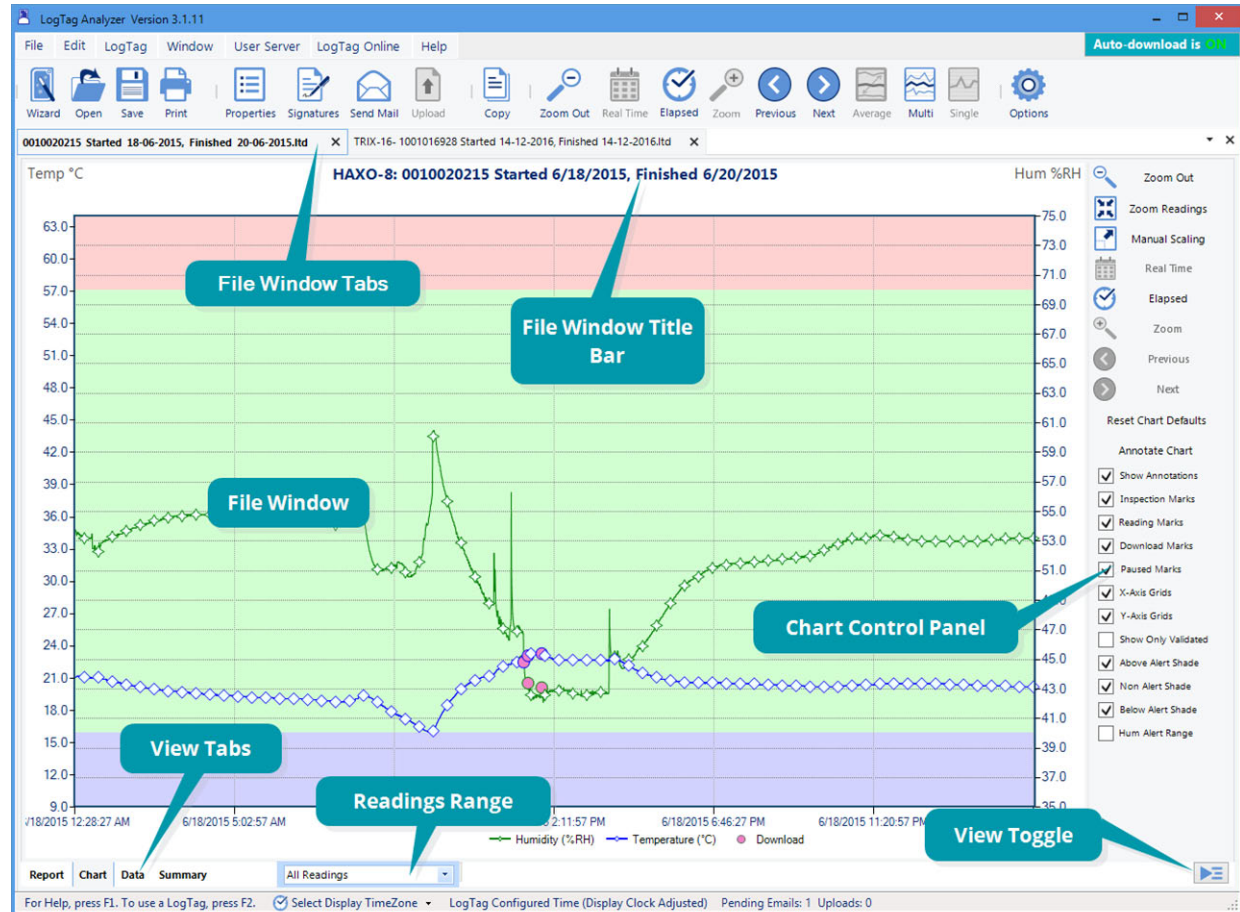 LogTag Analyzer Version 3.1.11
File Edit LogTag Window User Server LogTag Online Help
Auto-download is ON
Wizard Open Save Print Properties Signatures Send Mail Upload Copy Zoom Out Real Time Elapsed Zoom Previous Next Average Multi Single Options
0010020215 Started 18-06-2015, Finished 20-06-2015.ltd X TRIX-16- 1001016928 Started 14-12-2016, Finished 14-12-2016.ltd X
Temp °C
HAXO-8: 0010020215 Started 6/18/2015, Finished 6/20/2015
Hum %RH
63.0
60.0
57.0
54.0
51.0
48.0
45.0
42.0
39.0
36.0
33.0
30.0
27.0
24.0
21.0
18.0
15.0
12.0
9.0
File Window Tabs
File Window Title
Bar
File Window
Chart Control Panel
View Tabs
Readings Range
View Toggle
75.0
73.0
71.0
69.0
67.0
65.0
63.0
61.0
59.0
57.0
55.0
53.0
51.0
47.0
45.0
43.0
41.0
39.0
37.0
35.0
/18/2015 12:28:27 AM 6/18/2015 5:02:57 AM 2:11:57 PM 6/18/2015 6:46:27 PM 6/18/2015 11:20:57 PM
Humidity (%RH) Temperature (°C) Download
Zoom Out
Zoom Readings
Manual Scaling
Real Time
Elapsed
Zoom
Previous
Next
Reset Chart Defaults
Annotate Chart
Show Annotations
Inspection Marks
Reading Marks
Download Marks
Paused Marks
X-Axis Grids
Y-Axis Grids
Show Only Validated
Above Alert Shade
Non Alert Shade
Below Alert Shade
Hum Alert Range
Report Chart Data Summary All Readings
For Help, press F1. To use a LogTag, press F2. Select Display TimeZone LogTag Configured Time (Display Clock Adjusted) Pending Emails: 1 Uploads: 0